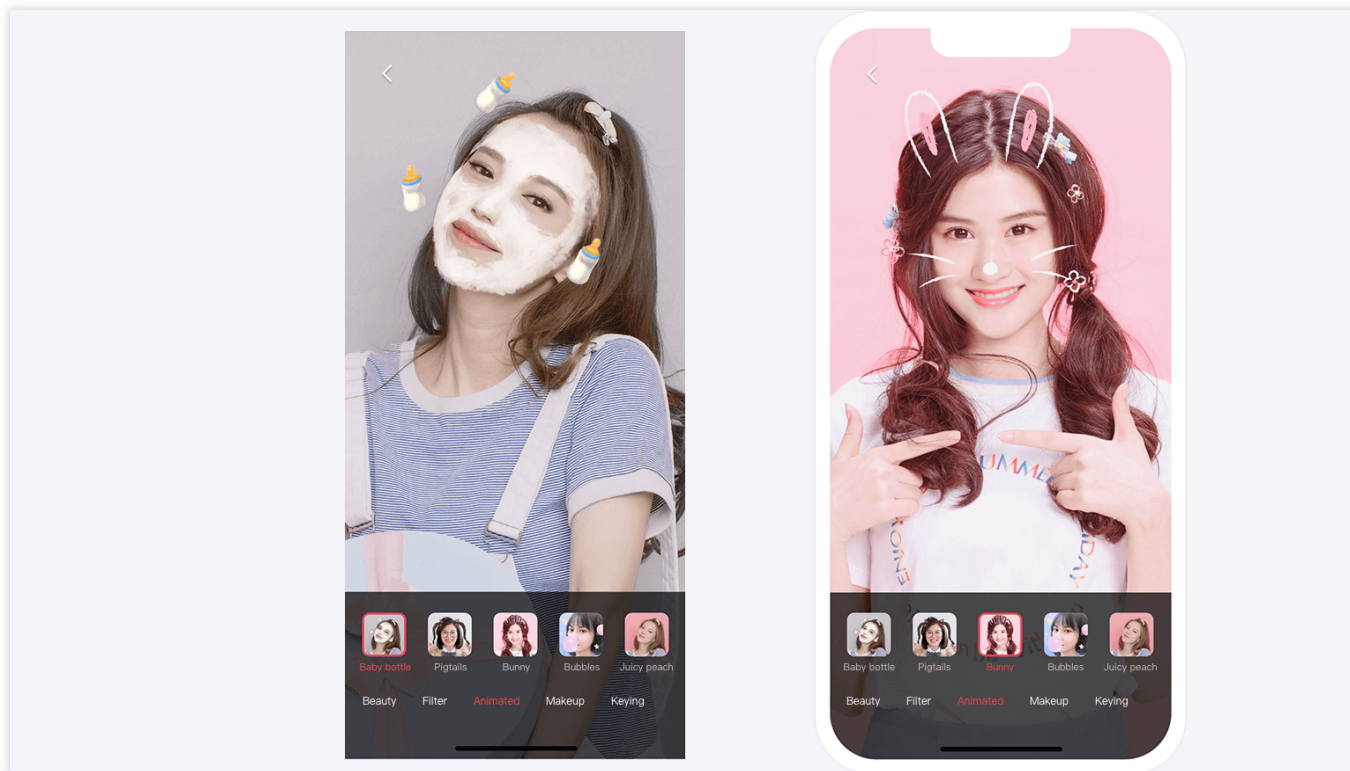 Baby bottle Pigtails Bunny Bubbles Juicy peach
Beauty Filter Animated Makeup Keying
UMME
Baby bottle Pigtails Bunny Bubbles Juicy peach
Beauty Filter Animated Makeup Keying